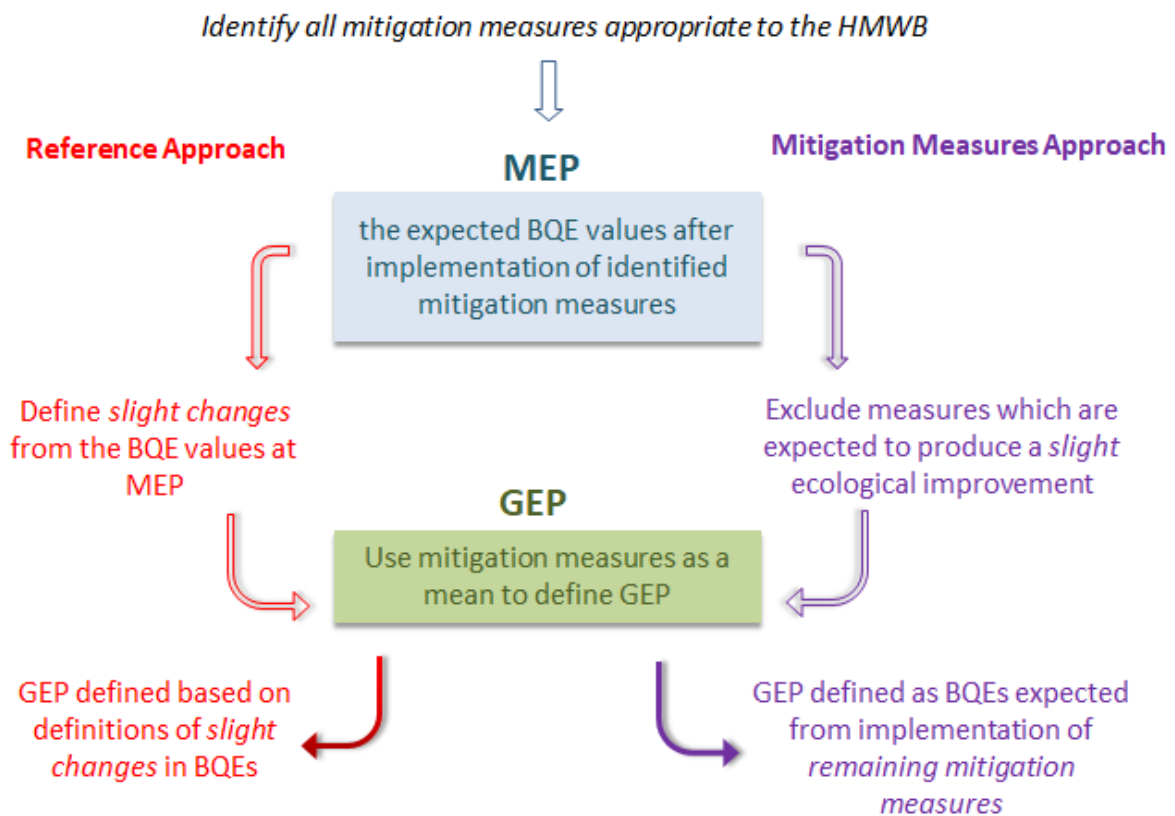 Identify all mitigation measures appropriate to the HMWB
Reference Approach
Mitigation Measures Approach
MEP
the expected BQE values after
implementation of identified
mitigation measures
Define slight changes
from the BQE values at
MEP
Exclude measures which are
expected to produce a slight
ecological improvement
GEP
Use mitigation measures as a
mean to define GEP
GEP defined based on
definitions of slight
changes in BQEs
GEP defined as BQEs expected
from implementation of
remaining mitigation
measures